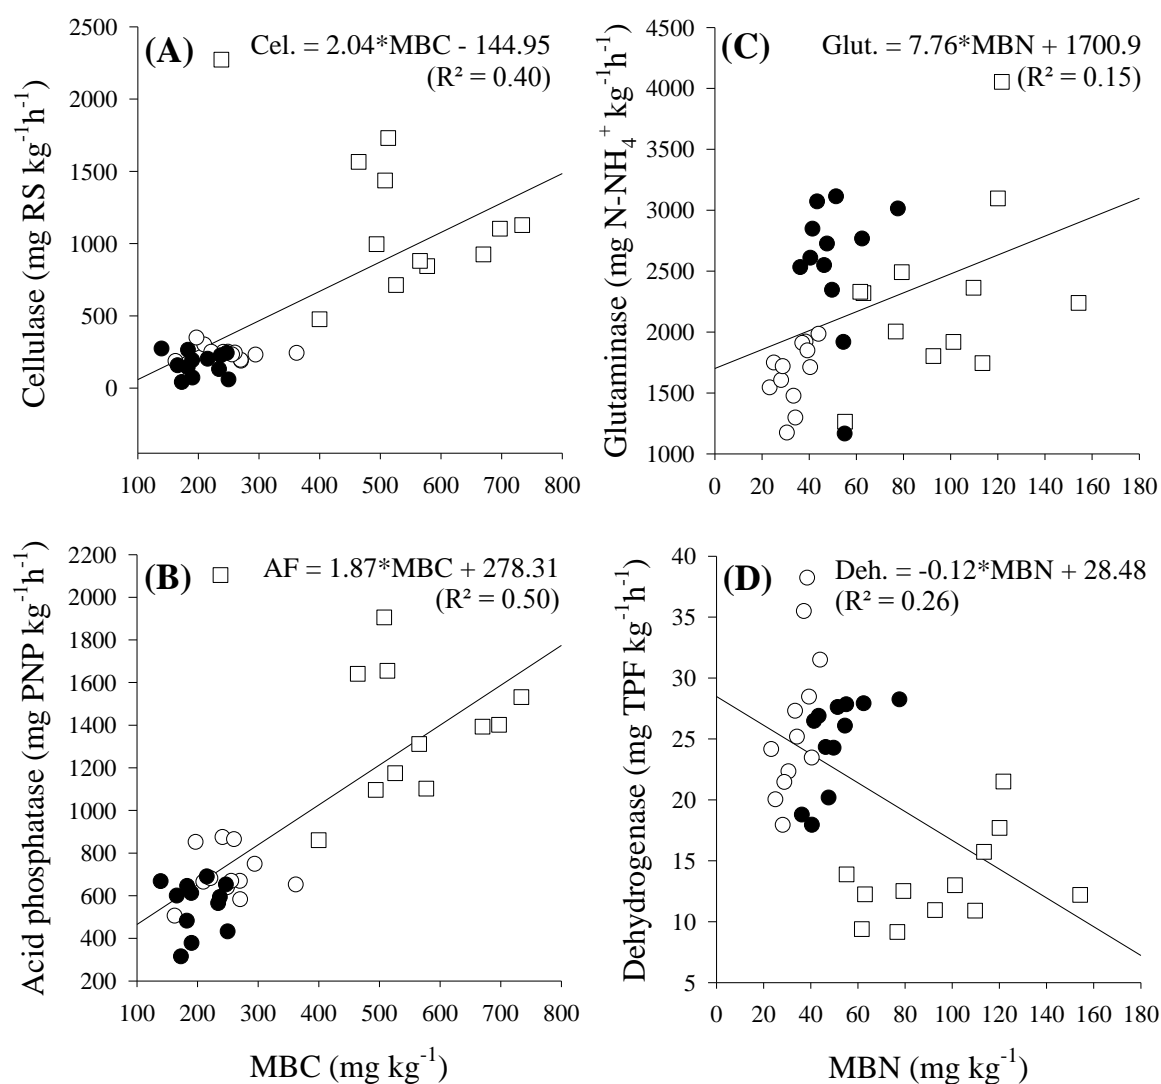 (A)
Cel. = 2.04*MBC - 144.95
(R² = 0.40)
Cellulase (mg RS kg⁻¹h⁻¹)
2500
2000
1500
1000
500
0
100 200 300 400 500 600 700 800
(C)
Glut. = 7.76*MBN + 1700.9
(R² = 0.15)
Glutaminase (mg N-NH₄⁺ kg⁻¹h⁻¹)
4500
4000
3500
3000
2500
2000
1500
1000
0 20 40 60 80 100 120 140 160 180
(B)
AF = 1.87*MBC + 278.31
(R² = 0.50)
Acid phosphatase (mg PNP kg⁻¹h⁻¹)
2200
2000
1800
1600
1400
1200
1000
800
600
400
200
100 200 300 400 500 600 700 800
MBC (mg kg⁻¹)
(D)
Deh. = -0.12*MBN + 28.48
(R² = 0.26)
Dehydrogenase (mg TPF kg⁻¹h⁻¹)
40
35
30
25
20
15
10
5
0 20 40 60 80 100 120 140 160 180
MBN (mg kg⁻¹)